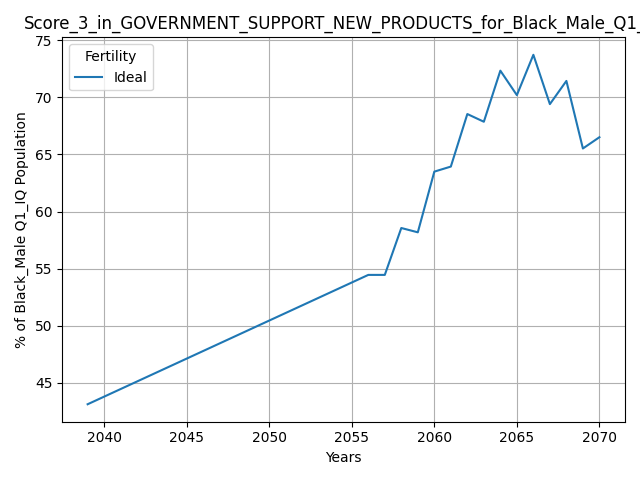 Score_3_in_GOVERNMENT_SUPPORT_NEW_PRODUCTS_for_Black_Male_Q1_
Fertility
Ideal
% of Black_Male Q1_IQ Population
75
70
65
60
55
50
45
2040 2045 2050 2055 2060 2065 2070
Years